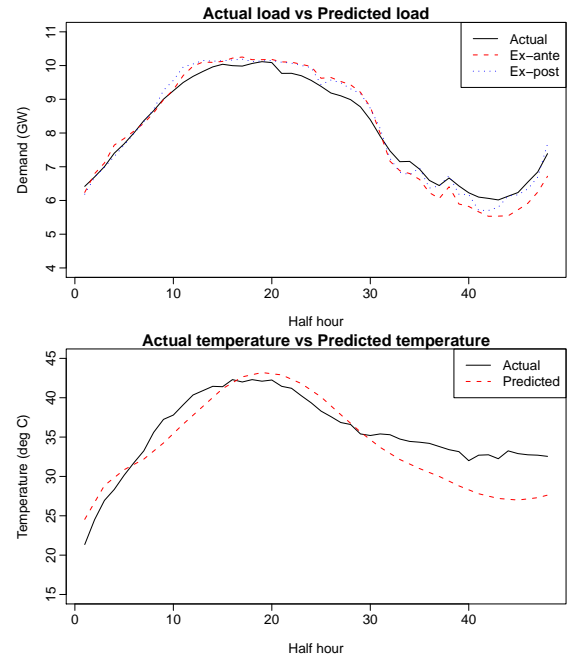 Actual load vs Predicted load
11
10
9
8
7
6
5
4
Demand (GW)
Actual
Ex−ante
Ex−post
0
10
20
30
40
Half hour
Actual temperature vs Predicted temperature
45
40
35
30
25
20
15
Temperature (deg C)
Actual
Predicted
0
10
20
30
40
Half hour